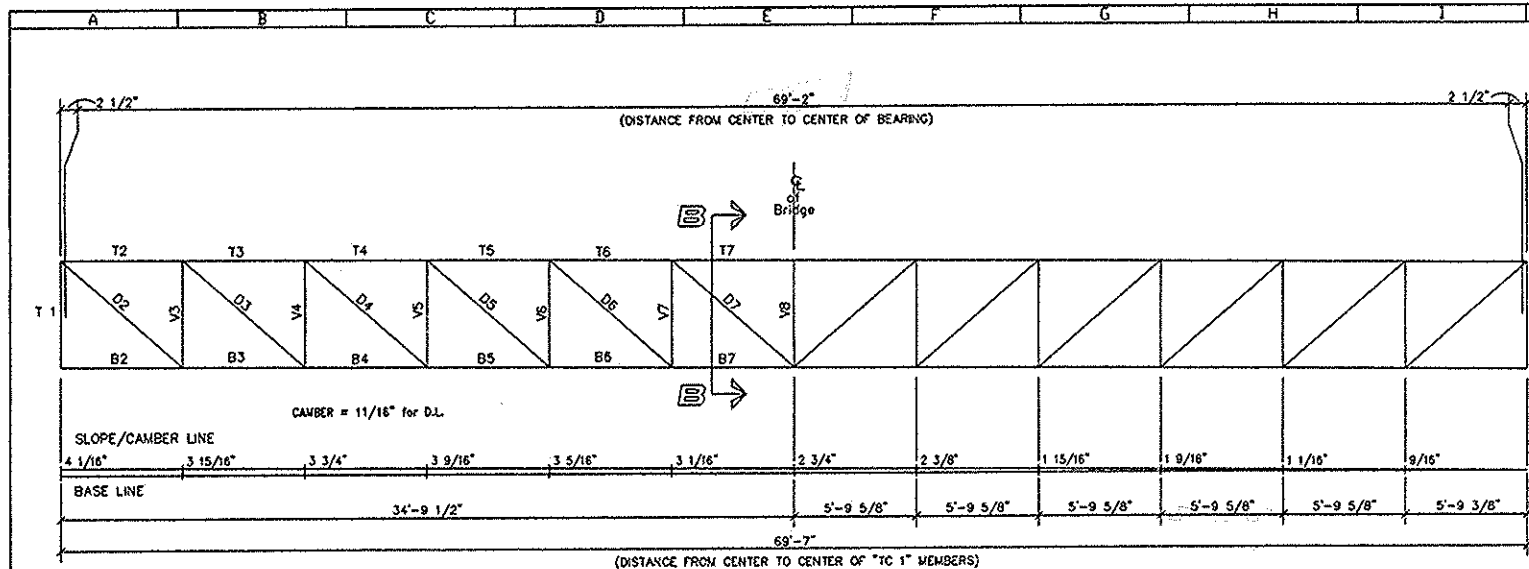 A B C D E F G H I
2 1/2" 69'-2" 2 1/2"
(DISTANCE FROM CENTER TO CENTER OF BEARING)
℄
of
Bridge
B
T2 T3 T4 T5 T6 T7
T 1 D2 V3 D3 V4 D4 V5 D5 V6 D6 V7 D7 V8
B2 B3 B4 B5 B6 B7
B
CAMBER = 11/16" for D.L.
SLOPE/CAMBER LINE
4 1/16" 3 15/16" 3 3/4" 3 9/16" 3 5/16" 3 1/16" 2 3/4" 2 3/8" 1 15/16" 1 9/16" 1 1/16" 9/16"
BASE LINE
34'-9 1/2" 5'-9 5/8" 5'-9 5/8" 5'-9 5/8" 5'-9 5/8" 5'-9 5/8" 5'-9 3/8"
69'-7"
(DISTANCE FROM CENTER TO CENTER OF "TC 1" MEMBERS)